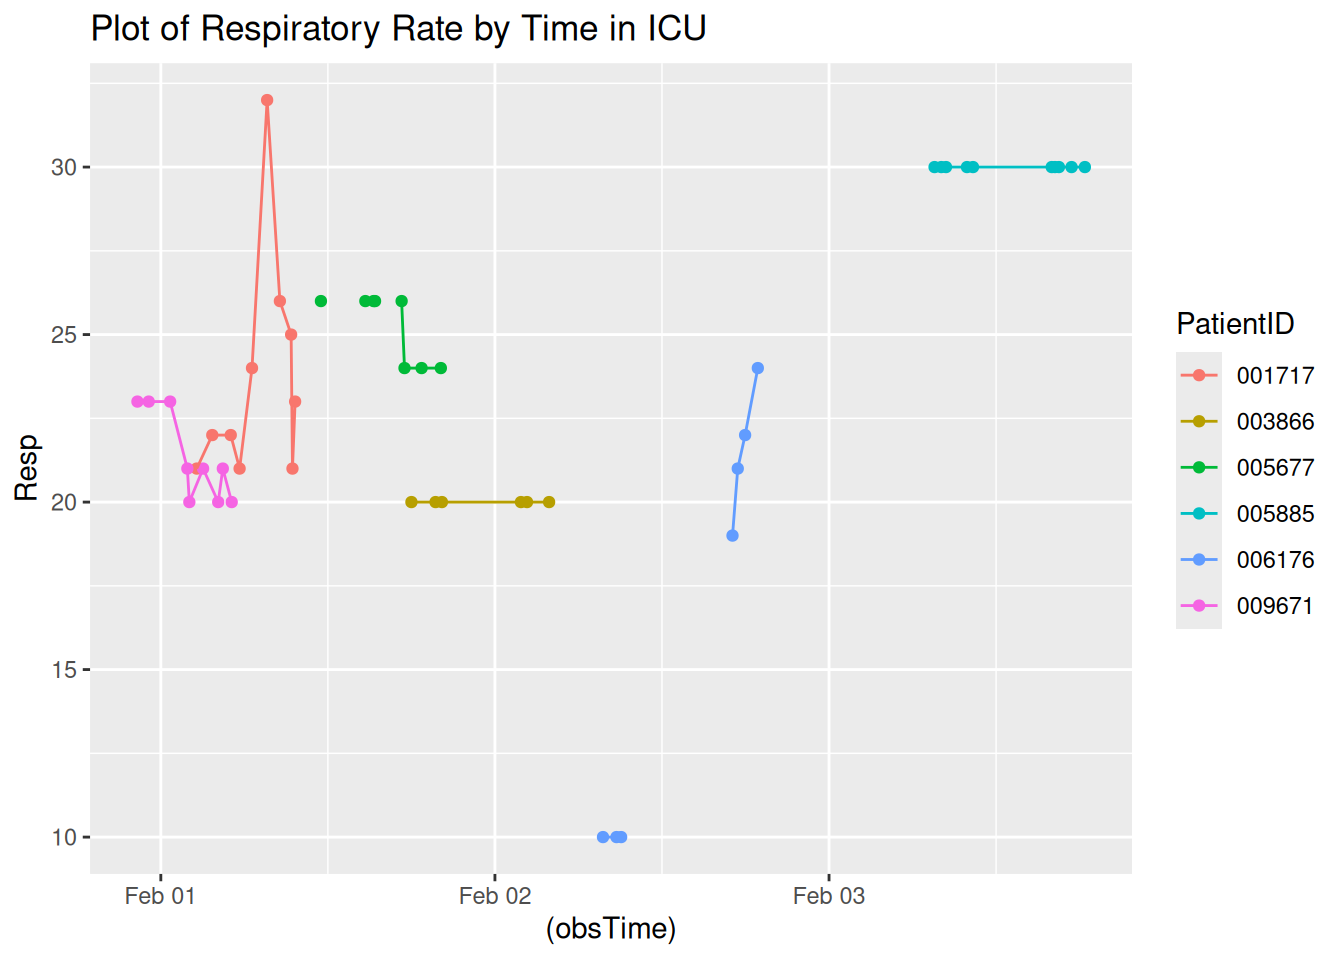 Plot of Respiratory Rate by Time in ICU
Resp
30
25
20
15
10
Feb 01
Feb 02
Feb 03
(obsTime)
PatientID
001717
003866
005677
005885
006176
009671